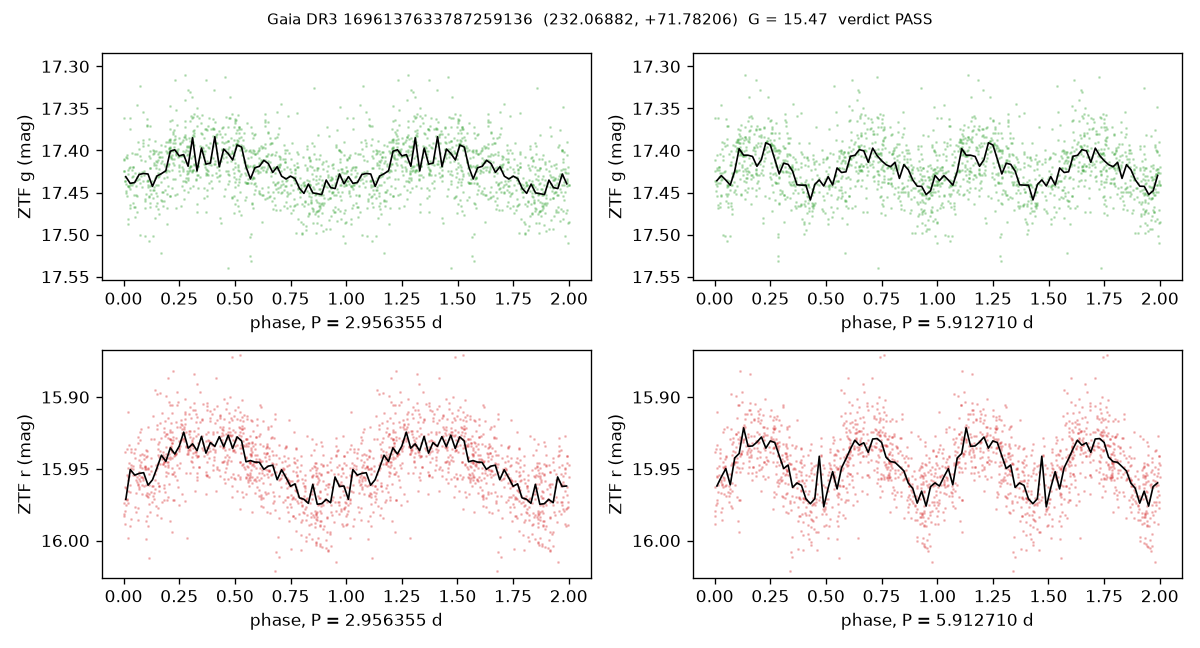 Gaia DR3 1696137633787259136 (232.06882, +71.78206) G = 15.47 verdict PASS
ZTF g (mag)
17.30
17.35
17.40
17.45
17.50
17.55
0.00 0.25 0.50 0.75 1.00 1.25 1.50 1.75 2.00
phase, P = 2.956355 d
ZTF g (mag)
17.30
17.35
17.40
17.45
17.50
17.55
0.00 0.25 0.50 0.75 1.00 1.25 1.50 1.75 2.00
phase, P = 5.912710 d
ZTF r (mag)
15.90
15.95
16.00
0.00 0.25 0.50 0.75 1.00 1.25 1.50 1.75 2.00
phase, P = 2.956355 d
ZTF r (mag)
15.90
15.95
16.00
0.00 0.25 0.50 0.75 1.00 1.25 1.50 1.75 2.00
phase, P = 5.912710 d